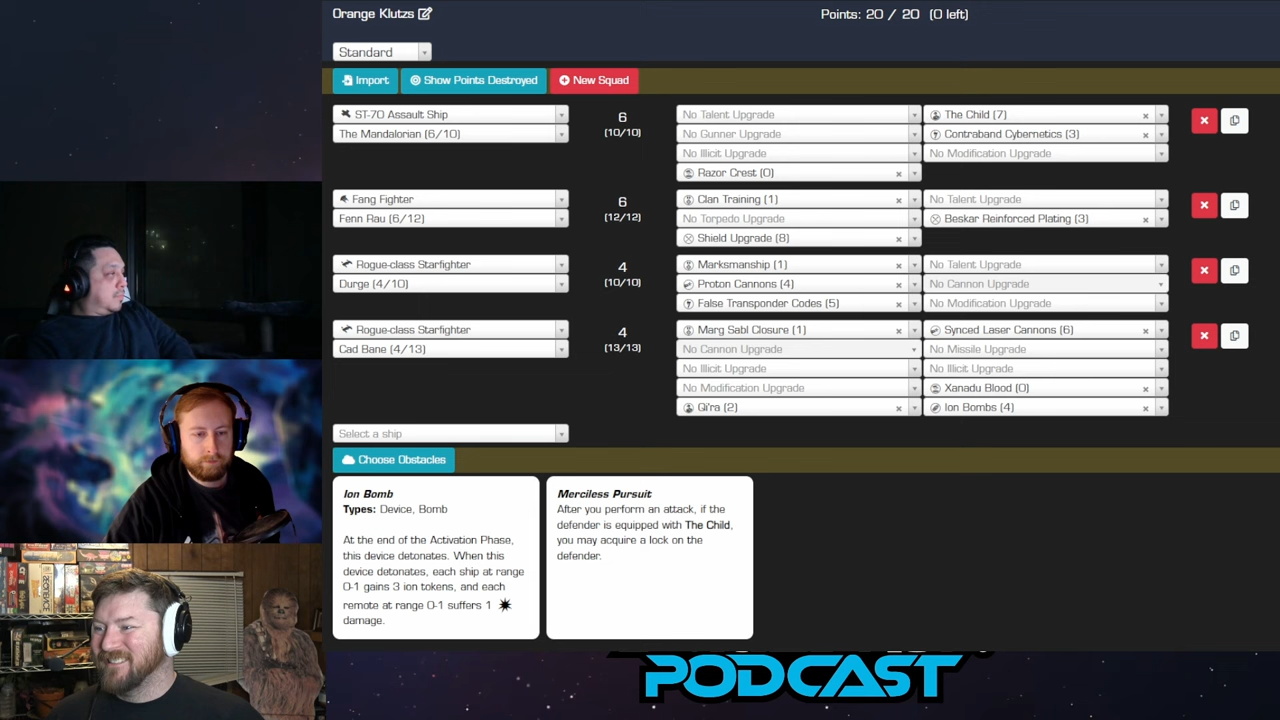 Orange Klutzs
Points: 20 / 20 (0 left)
Standard
Import
Show Points Destroyed
New Squad
ST-70 Assault Ship
The Mandalorian (6/10)
6
(10/10)
No Talent Upgrade
The Child (7)
No Gunner Upgrade
Contraband Cybernetics (3)
No Illicit Upgrade
No Modification Upgrade
Razor Crest (0)
Fang Fighter
Fenn Rau (6/12)
6
(12/12)
Clan Training (1)
No Talent Upgrade
No Torpedo Upgrade
Beskar Reinforced Plating (3)
Shield Upgrade (8)
Rogue-class Starfighter
Durge (4/10)
4
(10/10)
Marksmanship (1)
No Talent Upgrade
Proton Cannons (4)
No Cannon Upgrade
False Transponder Codes (5)
No Modification Upgrade
Rogue-class Starfighter
Cad Bane (4/13)
4
(13/13)
Marg Sabl Closure (1)
Synced Laser Cannons (6)
No Cannon Upgrade
No Missile Upgrade
No Illicit Upgrade
No Illicit Upgrade
No Modification Upgrade
Xanadu Blood (0)
Qi'ra (2)
Ion Bombs (4)
Select a ship
Choose Obstacles
Ion Bomb
Types: Device, Bomb
At the end of the Activation Phase,
this device detonates. When this
device detonates, each ship at range
0-1 gains 3 ion tokens, and each
remote at range 0-1 suffers 1
damage.
Merciless Pursuit
After you perform an attack, if the
defender is equipped with The Child,
you may acquire a lock on the
defender.
PODCAST